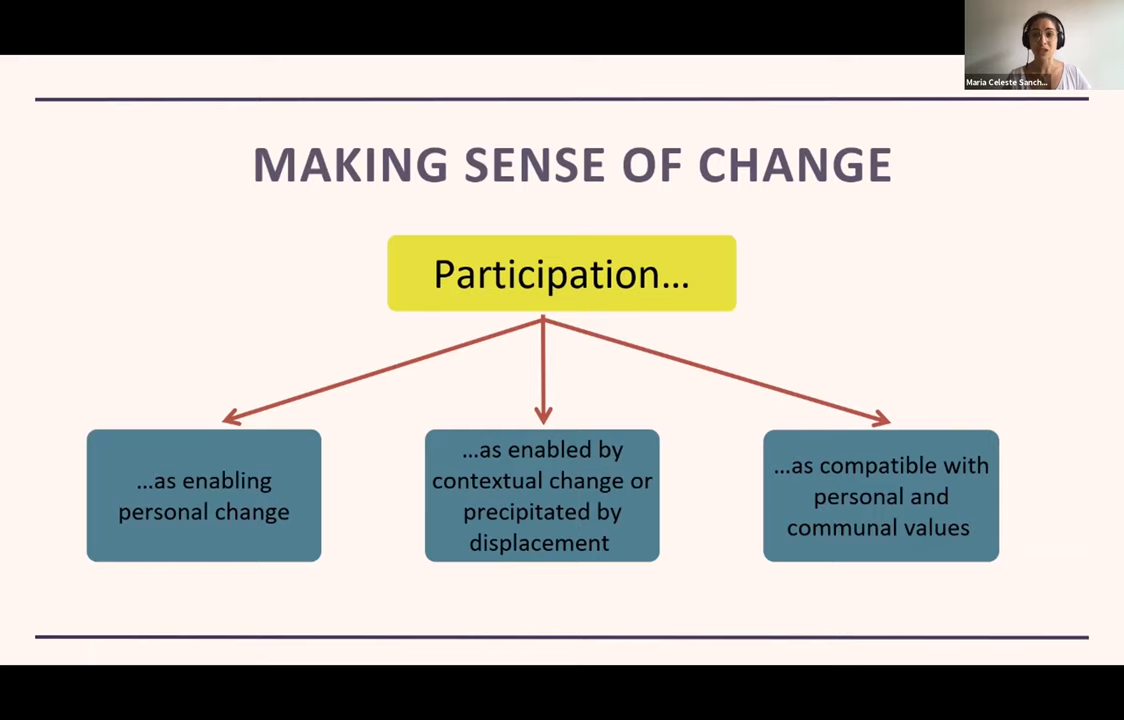 Maria Celeste Sanch...
MAKING SENSE OF CHANGE
Participation...
...as enabling
personal change
...as enabled by
contextual change or
precipitated by
displacement
...as compatible with
personal and
communal values